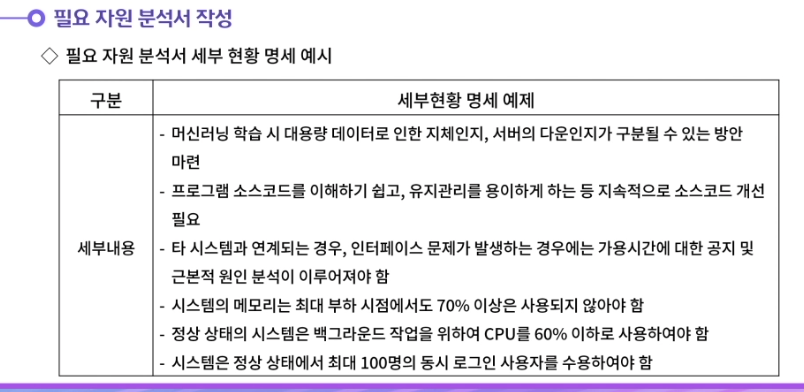 필요 자원 분석서 작성
◇ 필요 자원 분석서 세부 현황 명세 예시
구분
세부현황 명세 예제
세부내용
- 머신러닝 학습 시 대용량 데이터로 인한 지체인지, 서버의 다운인지가 구분될 수 있는 방안
마련
- 프로그램 소스코드를 이해하기 쉽고, 유지관리를 용이하게 하는 등 지속적으로 소스코드 개선
필요
- 타 시스템과 연계되는 경우, 인터페이스 문제가 발생하는 경우에는 가용시간에 대한 공지 및
근본적 원인 분석이 이루어져야 함
- 시스템의 메모리는 최대 부하 시점에서도 70% 이상은 사용되지 않아야 함
- 정상 상태의 시스템은 백그라운드 작업을 위하여 CPU를 60% 이하로 사용하여야 함
- 시스템은 정상 상태에서 최대 100명의 동시 로그인 사용자를 수용하여야 함